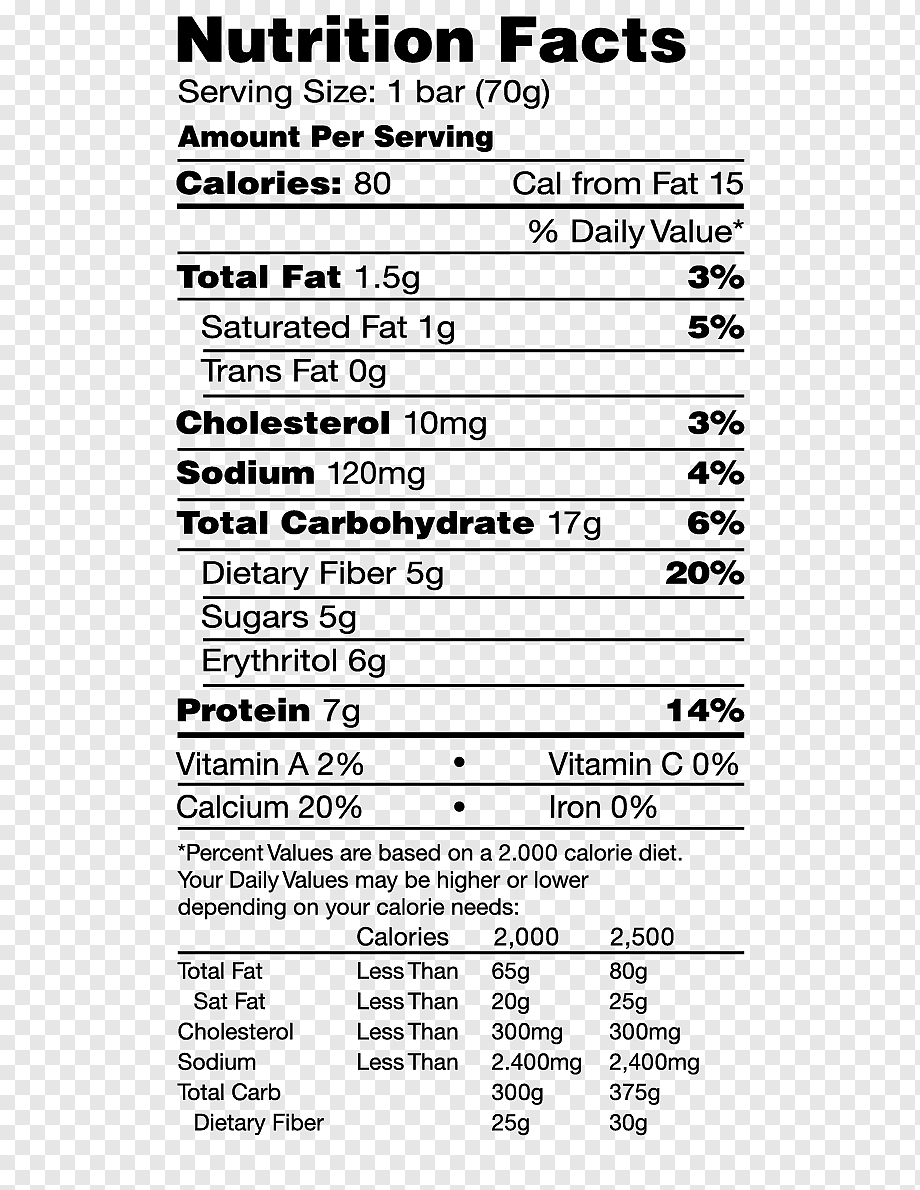 Nutrition Facts
Serving Size: 1 bar (70g)
Amount Per Serving
Calories: 80 Cal from Fat 15
% Daily Value*
Total Fat 1.5g 3%
Saturated Fat 1g 5%
Trans Fat 0g
Cholesterol 10mg 3%
Sodium 120mg 4%
Total Carbohydrate 17g 6%
Dietary Fiber 5g 20%
Sugars 5g
Erythritol 6g
Protein 7g 14%
Vitamin A 2% • Vitamin C 0%
Calcium 20% • Iron 0%
*Percent Values are based on a 2.000 calorie diet.
Your Daily Values may be higher or lower
depending on your calorie needs:
Calories 2,000 2,500
Total Fat Less Than 65g 80g
Sat Fat Less Than 20g 25g
Cholesterol Less Than 300mg 300mg
Sodium Less Than 2.400mg 2,400mg
Total Carb 300g 375g
Dietary Fiber 25g 30g